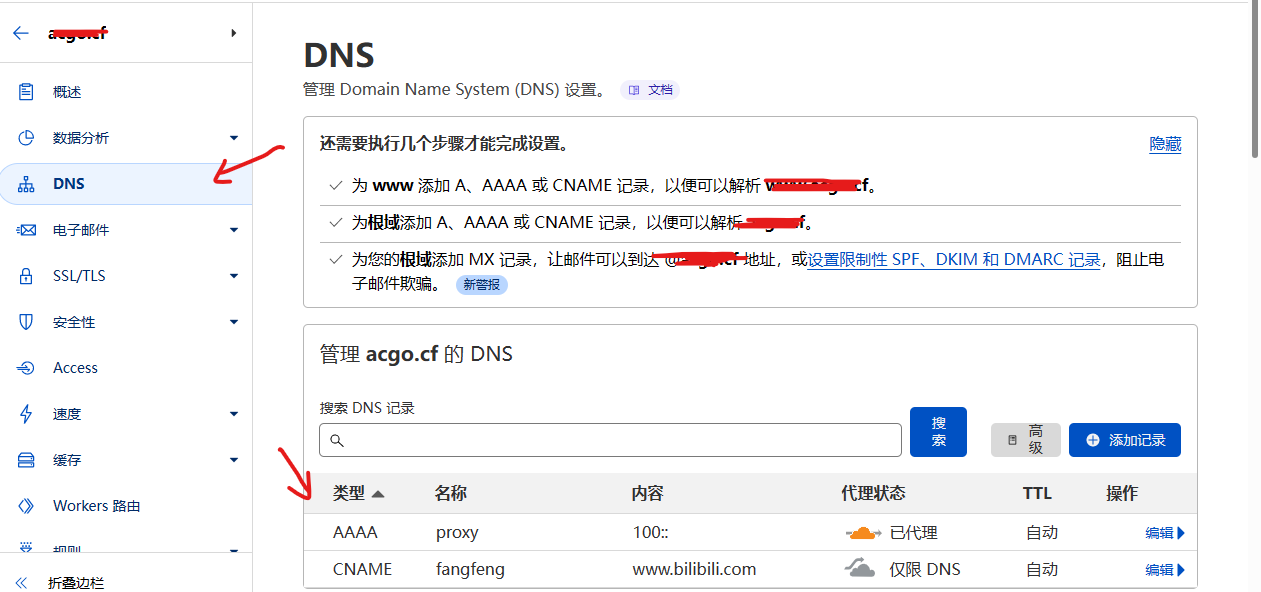 概述
数据分析
DNS
电子邮件
SSL/TLS
安全性
Access
速度
缓存
Workers 路由
规则
折叠边栏
DNS
管理 Domain Name System (DNS) 设置。 文档
还需要执行几个步骤才能完成设置。 隐藏
为 www 添加 A、AAAA 或 CNAME 记录，以便可以解析 。
为根域添加 A、AAAA 或 CNAME 记录，以便可以解析 。
为您的根域添加 MX 记录，让邮件可以到达 地址，或设置限制性 SPF、DKIM 和 DMARC 记录，阻止电
子邮件欺骗。 新警报
管理 acgo.cf 的 DNS
搜索 DNS 记录
搜
索
高
级
添加记录
类型 名称 内容 代理状态 TTL 操作
AAAA proxy 100:: 已代理 自动 编辑
CNAME fangfeng www.bilibili.com 仅限 DNS 自动 编辑